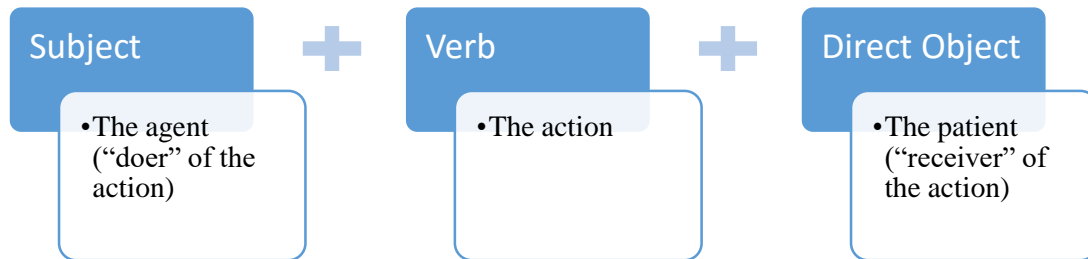 Subject
•The agent
(“doer” of the
action)
Verb
•The action
Direct Object
•The patient
(“receiver” of
the action)